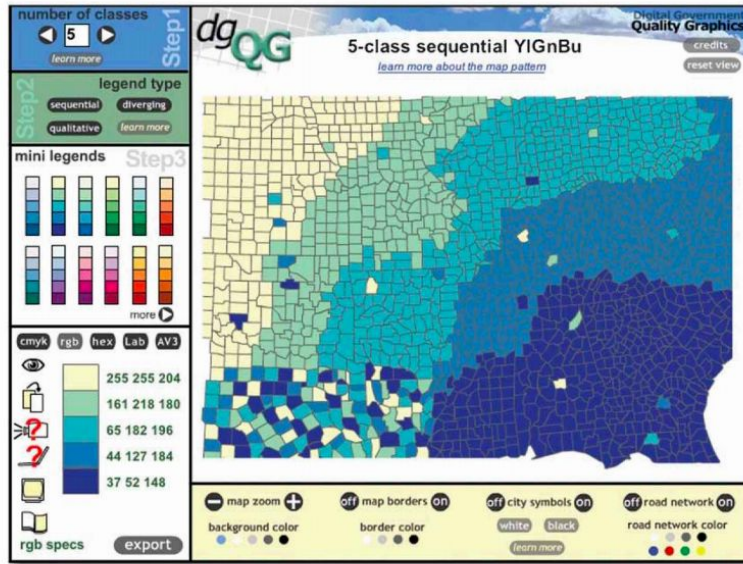 number of classes
5
learn more
Step1
Step2
legend type
sequential
diverging
qualitative
learn more
mini legends
Step3
more
cmyk rgb hex Lab AV3
255 255 204
161 218 180
65 182 196
44 127 184
37 52 148
rgb specs
export
dg QG
5-class sequential YlGnBu
learn more about the map pattern
Digital Government
Quality Graphics
credits
reset view
map zoom
off map borders on
off city symbols on
off road network on
background color
border color
white black
learn more
road network color